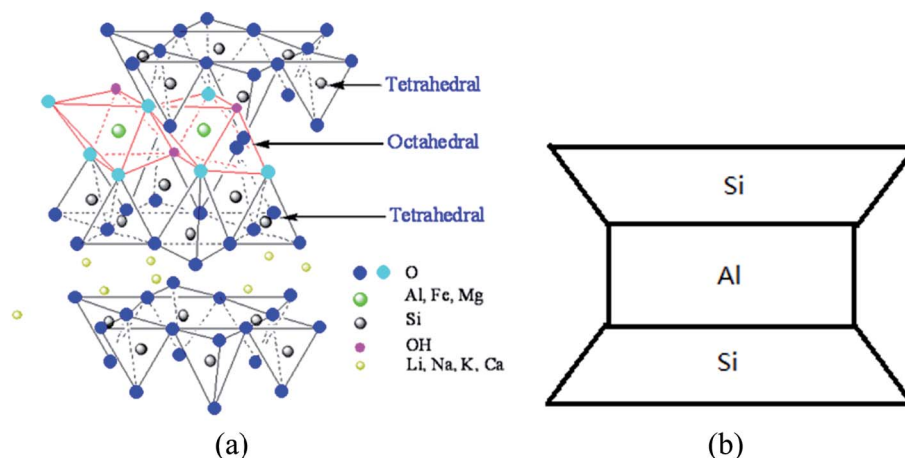 Tetrahedral
Octahedral
Tetrahedral
O
Al, Fe, Mg
Si
OH
Li, Na, K, Ca
(a)
Si
Al
Si
(b)